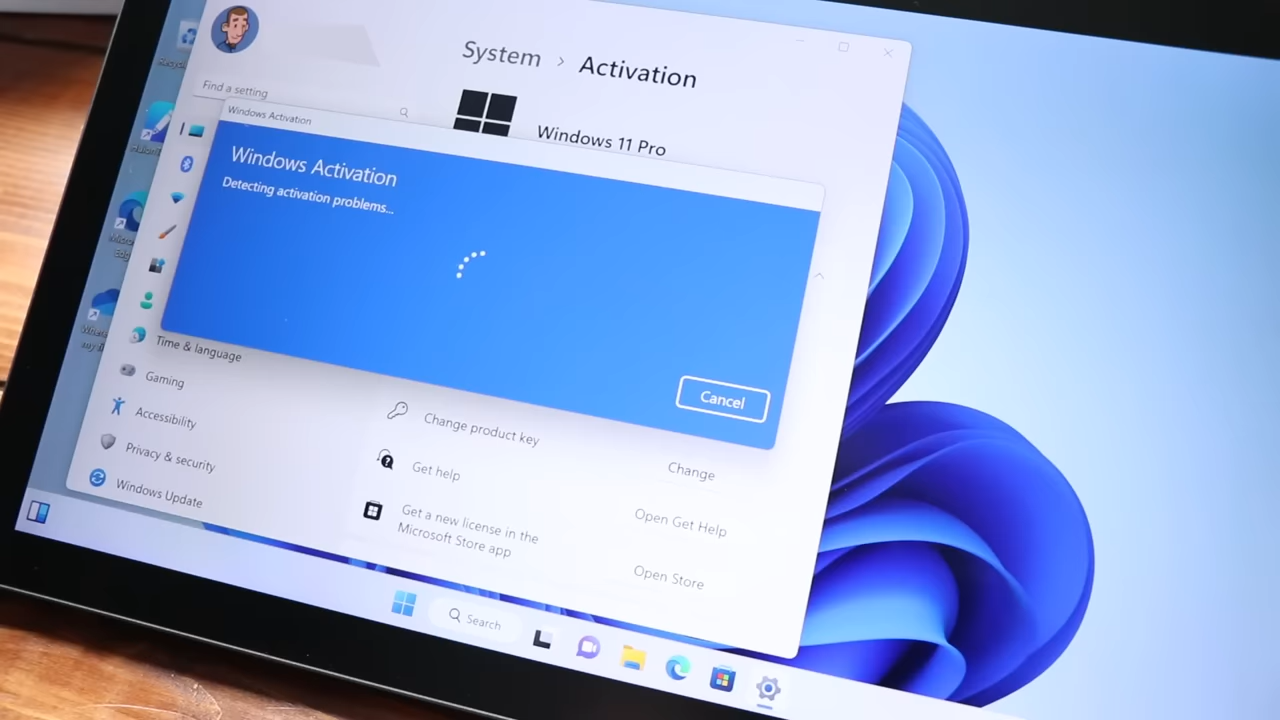 System > Activation
Find a setting
Windows 11 Pro
Windows Activation
Windows Activation
Detecting activation problems...
Cancel
Time & language
Gaming
Accessibility
Privacy & security
Windows Update
Change product key
Change
Get help
Open Get Help
Get a new license in the
Microsoft Store app
Open Store
Search